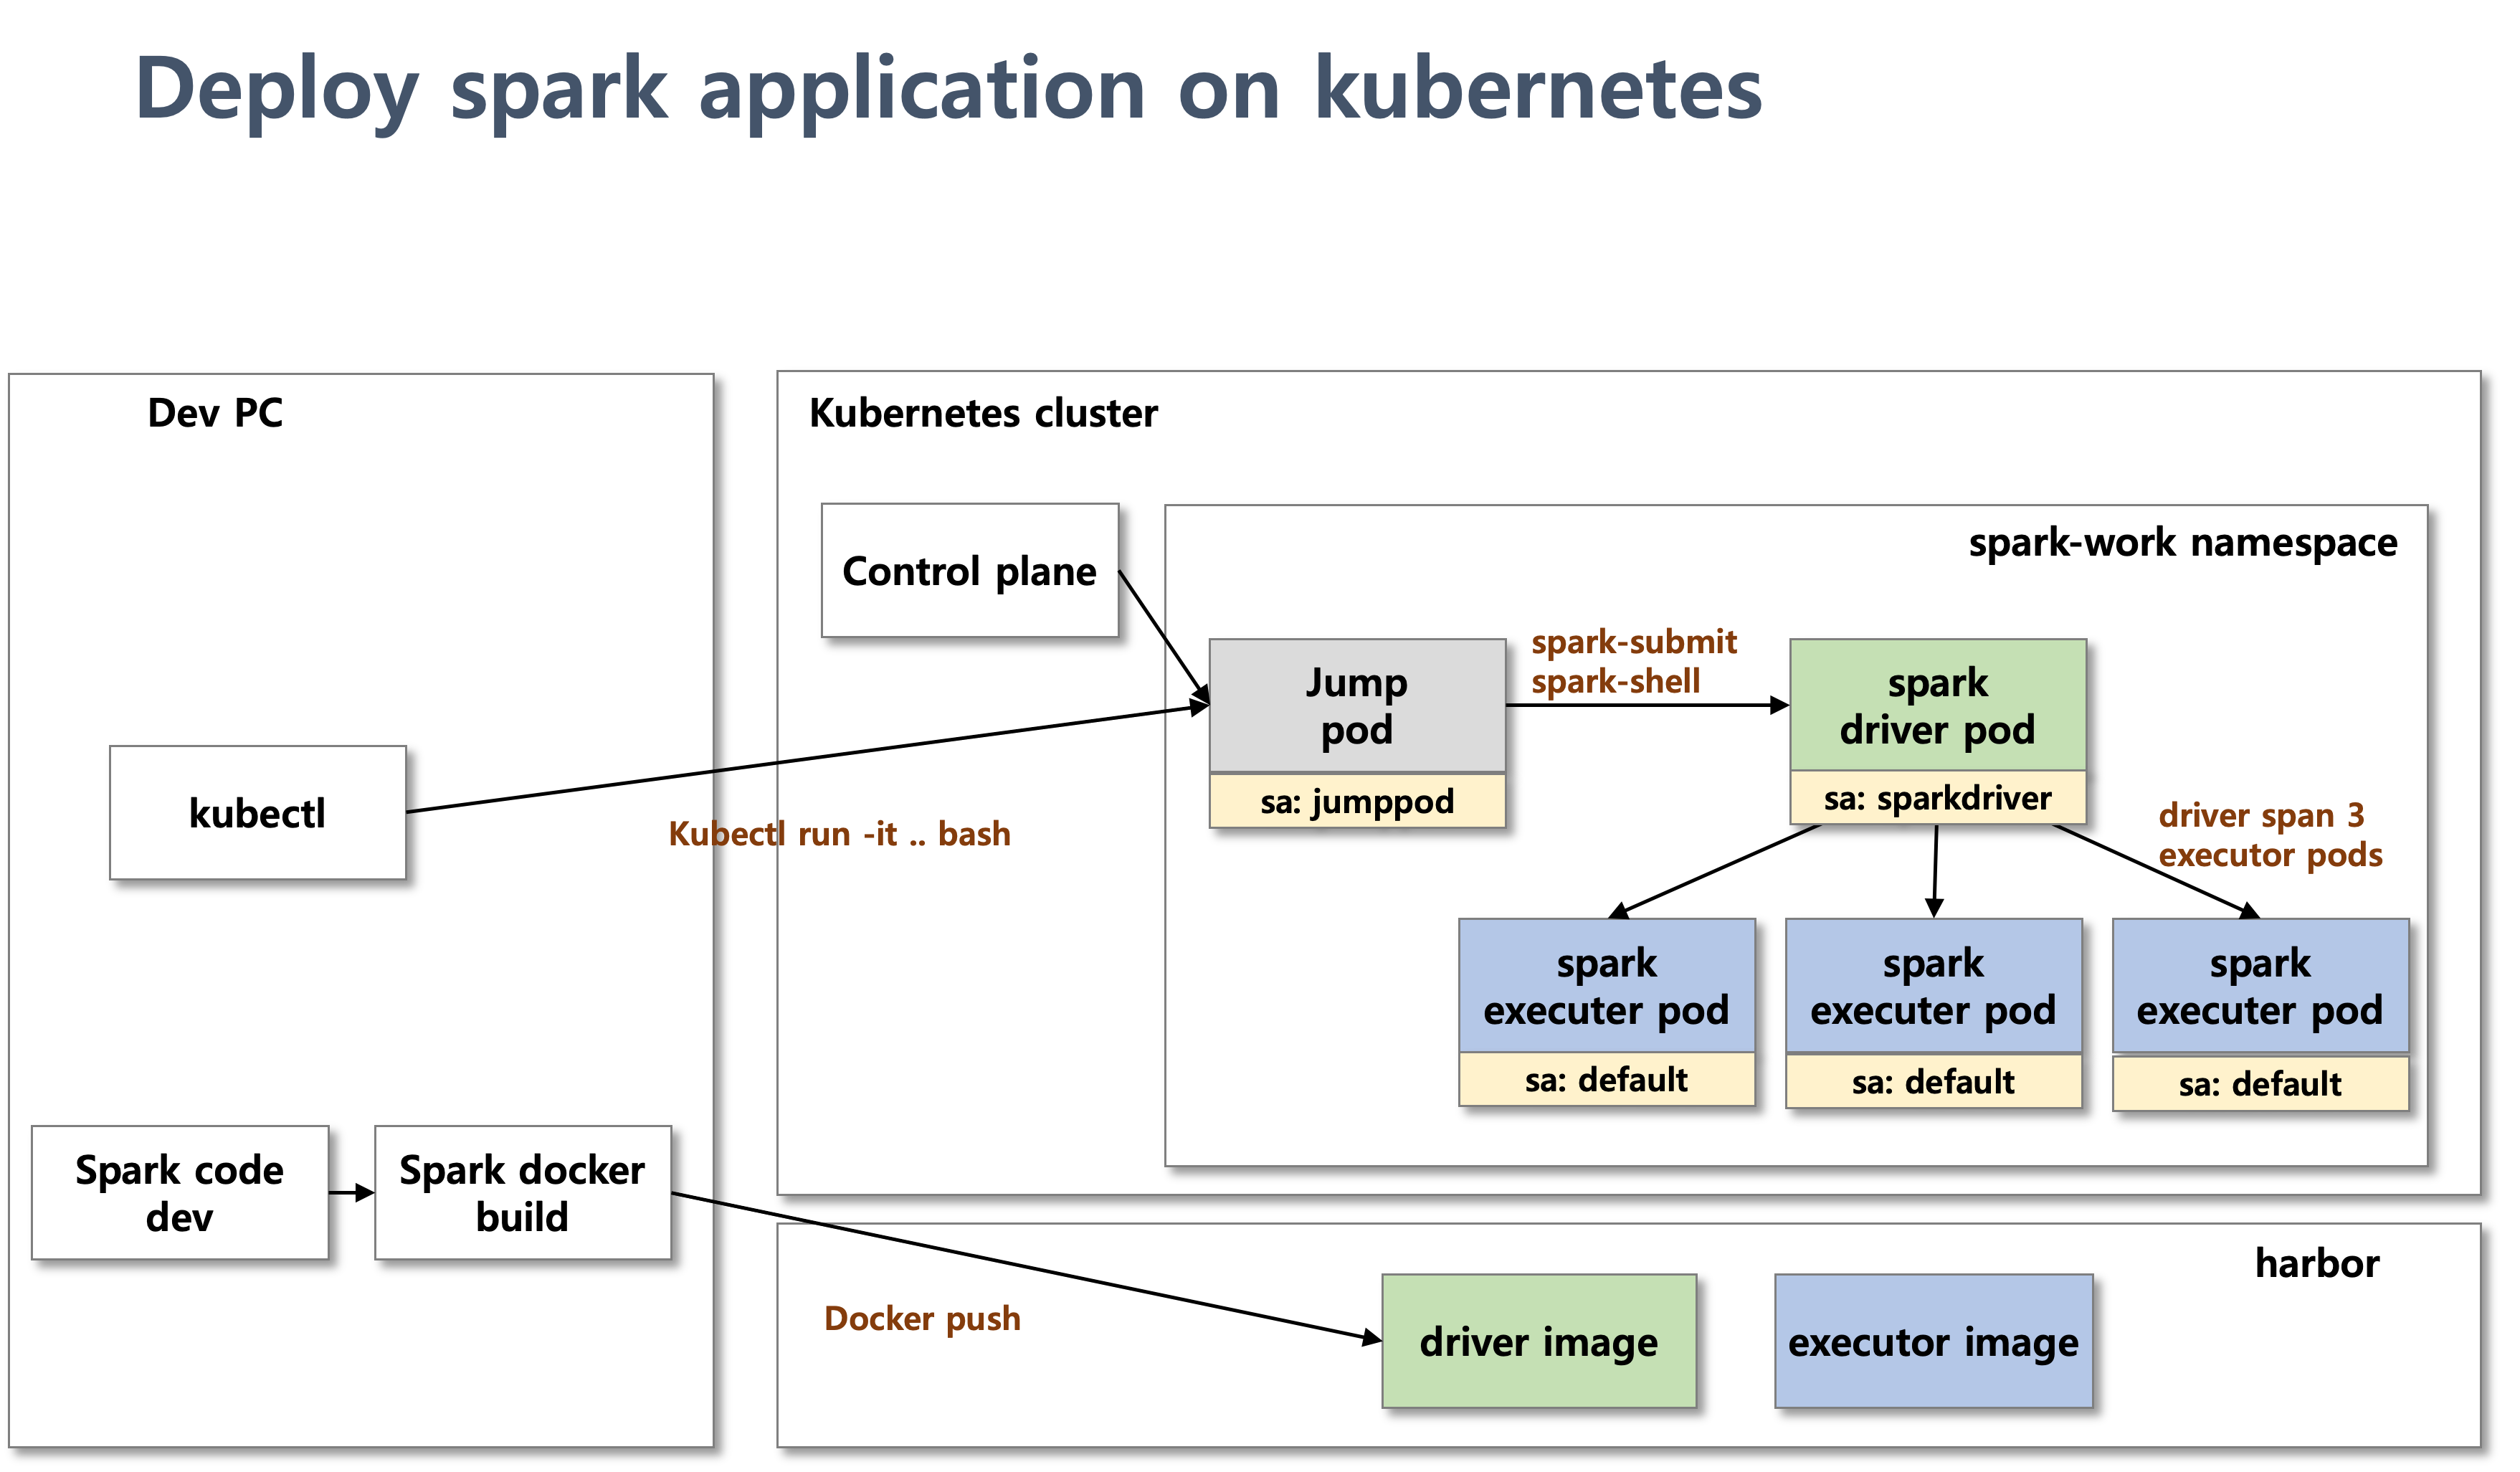 Deploy spark application on kubernetes
Dev PC
kubectl
Kubectl run -it .. bash
Spark code
dev
Spark docker
build
Kubernetes cluster
Control plane
spark-work namespace
Jump
pod
sa: jumppod
spark-submit
spark-shell
spark
driver pod
sa: sparkdriver
driver span 3
executor pods
spark
executer pod
sa: default
spark
executer pod
sa: default
spark
executer pod
sa: default
harbor
Docker push
driver image
executor image